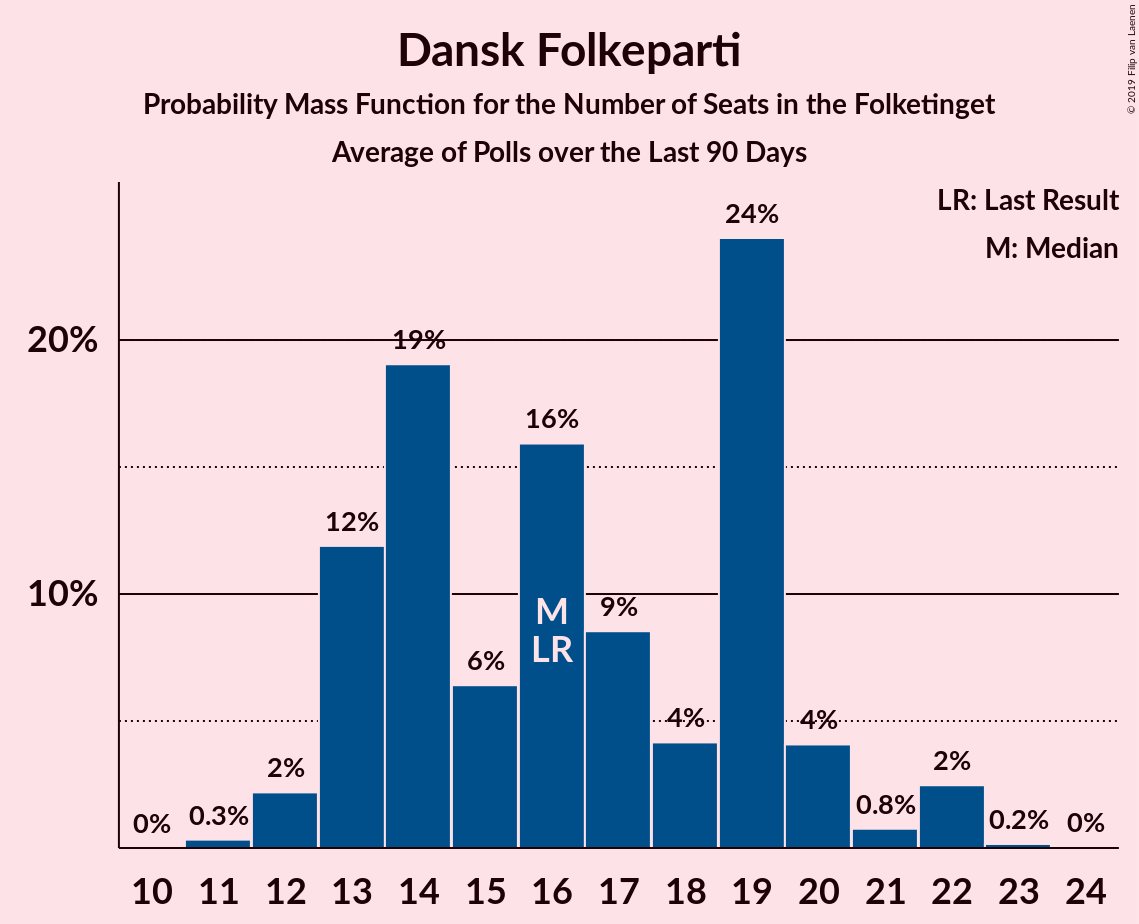 Dansk Folkeparti
Probability Mass Function for the Number of Seats in the Folketinget
Average of Polls over the Last 90 Days
© 2019 Filip van Laenen
LR: Last Result
M: Median
24%
20%
19%
16%
12%
10%
M
LR
9%
6%
4%
4%
2%
2%
0%
0.3%
0.8%
0.2%
0%
10 11 12 13 14 15 16 17 18 19 20 21 22 23 24